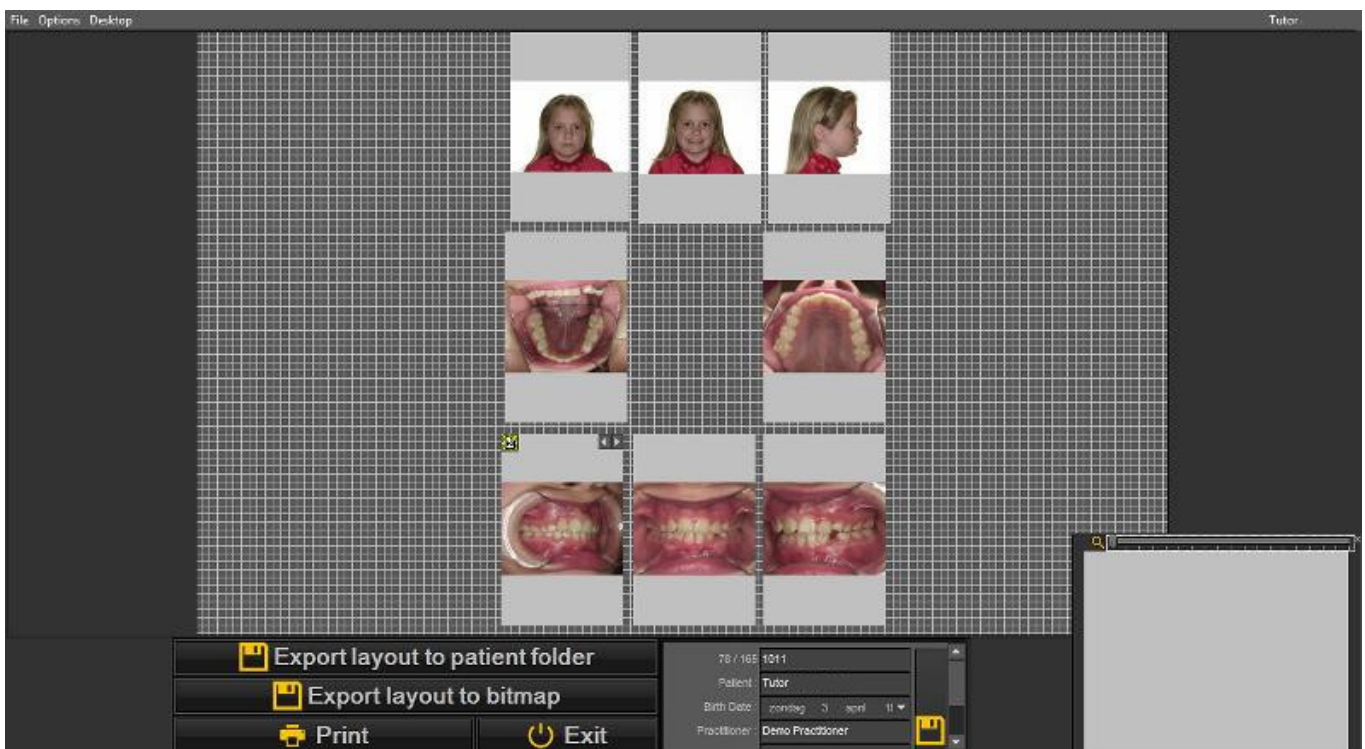 File Options Desktop
Tutor
Export layout to patient folder
Export layout to bitmap
Print
Exit
78 / 165 1011
Patient : Tutor
Birth Date zondag 3 april
Practitioner : Demo Practitioner